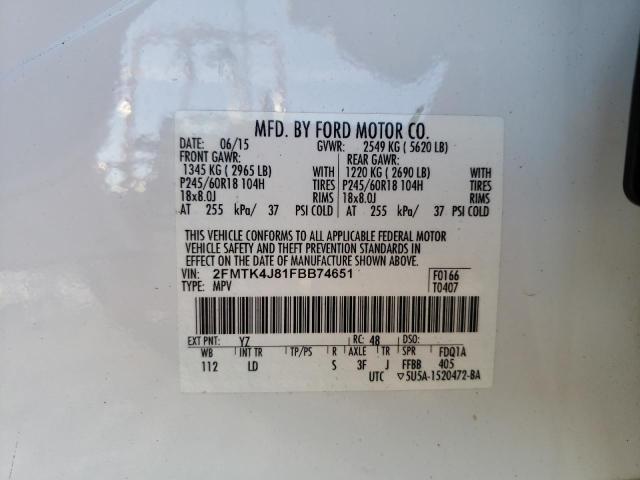 MFD. BY FORD MOTOR CO.
DATE: 06/15 GVWR: 2549 KG ( 5620 LB)
FRONT GAWR: REAR GAWR:
1345 KG ( 2965 LB) WITH 1220 KG ( 2690 LB) WITH
P245/60R18 104H TIRES P245/60R18 104H TIRES
18x8.0J RIMS 18x8.0J RIMS
AT 255 kPa/ 37 PSI COLD AT 255 kPa/ 37 PSI COLD
THIS VEHICLE CONFORMS TO ALL APPLICABLE FEDERAL MOTOR
VEHICLE SAFETY AND THEFT PREVENTION STANDARDS IN
EFFECT ON THE DATE OF MANUFACTURE SHOWN ABOVE.
VIN: 2FMTK4J81FBB74651 F0166
TYPE: MPV T0407
EXT PNT: YZ RC: 48 DSO:
WB INT TR TP/PS R AXLE TR SPR FDQ1A
112 LD S 3F J FFBB 405
UTC ▽5U5A-1520472-BA